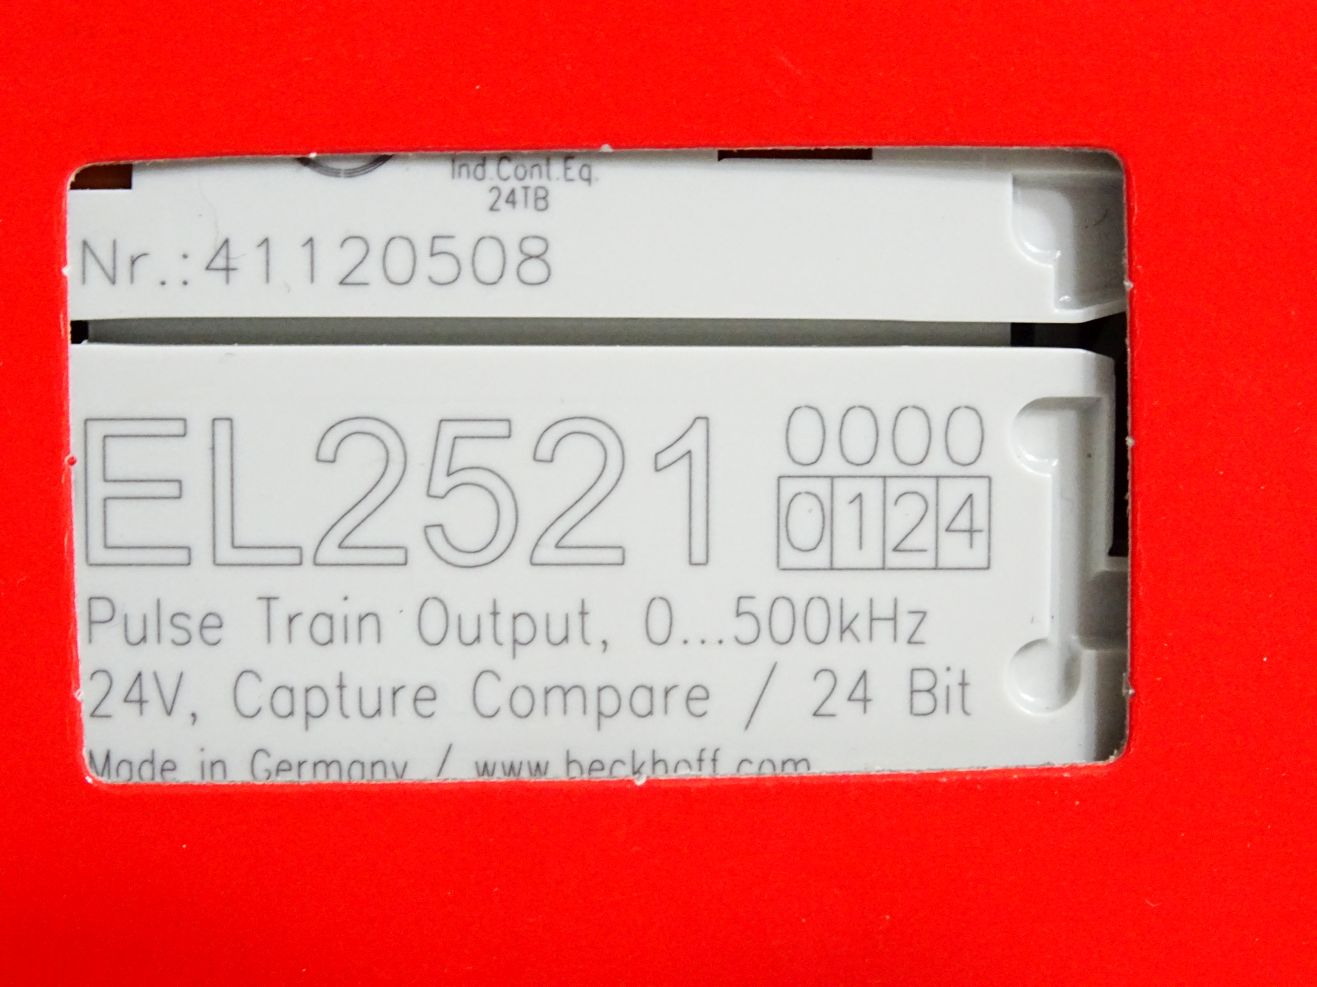 Ind.Cont.Eq.
24TB
Nr.:41120508
EL2521 0000
0124
Pulse Train Output, 0...500kHz
24V, Capture Compare / 24 Bit
Made in Germany / www.beckhoff.com